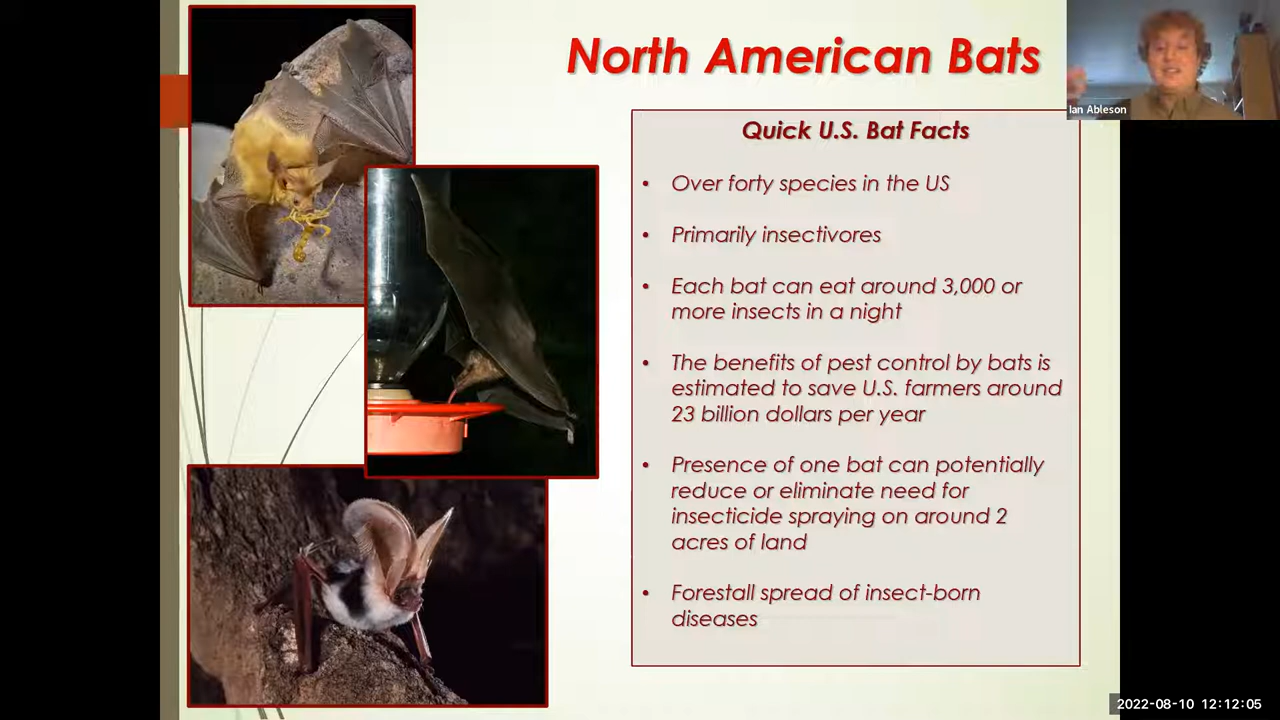 North American Bats
Ian Ableson
Quick U.S. Bat Facts
• Over forty species in the US
• Primarily insectivores
• Each bat can eat around 3,000 or
more insects in a night
• The benefits of pest control by bats is
estimated to save U.S. farmers around
23 billion dollars per year
• Presence of one bat can potentially
reduce or eliminate need for
insecticide spraying on around 2
acres of land
• Forestall spread of insect-born
diseases
2022-08-10 12:12:05